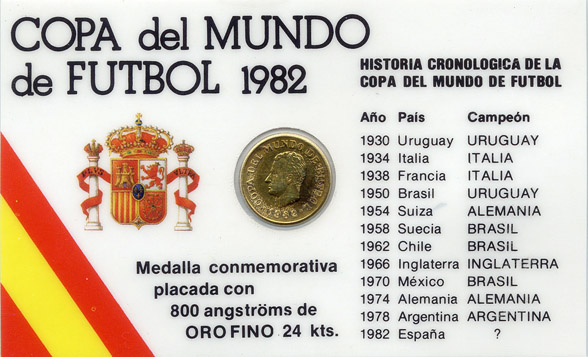 COPA del MUNDO
de FUTBOL 1982
HISTORIA CRONOLOGICA DE LA
COPA DEL MUNDO DE FUTBOL
Año País Campeón
1930 Uruguay URUGUAY
1934 Italia ITALIA
1938 Francia ITALIA
1950 Brasil URUGUAY
1954 Suiza ALEMANIA
1958 Suecia BRASIL
1962 Chile BRASIL
1966 Inglaterra INGLATERRA
1970 México BRASIL
1974 Alemania ALEMANIA
1978 Argentina ARGENTINA
1982 España ?
Medalla conmemorativa
placada con
800 angströms de
ORO FINO 24 kts.